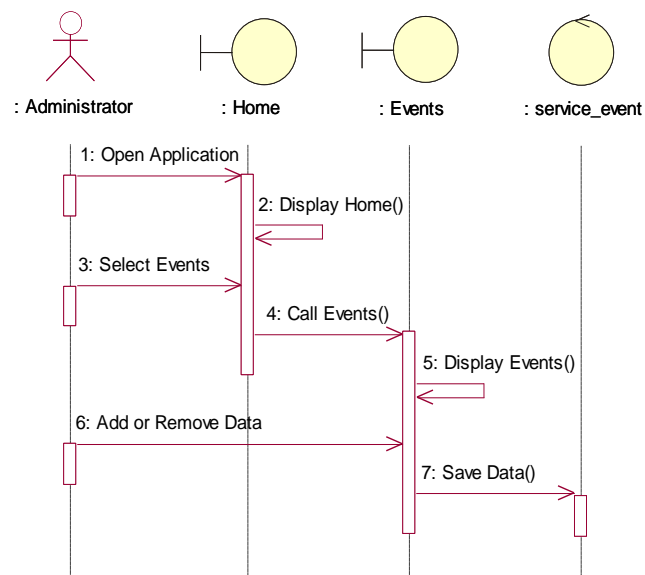 : Administrator
: Home
: Events
: service_event
1: Open Application
2: Display Home()
3: Select Events
4: Call Events()
5: Display Events()
6: Add or Remove Data
7: Save Data()